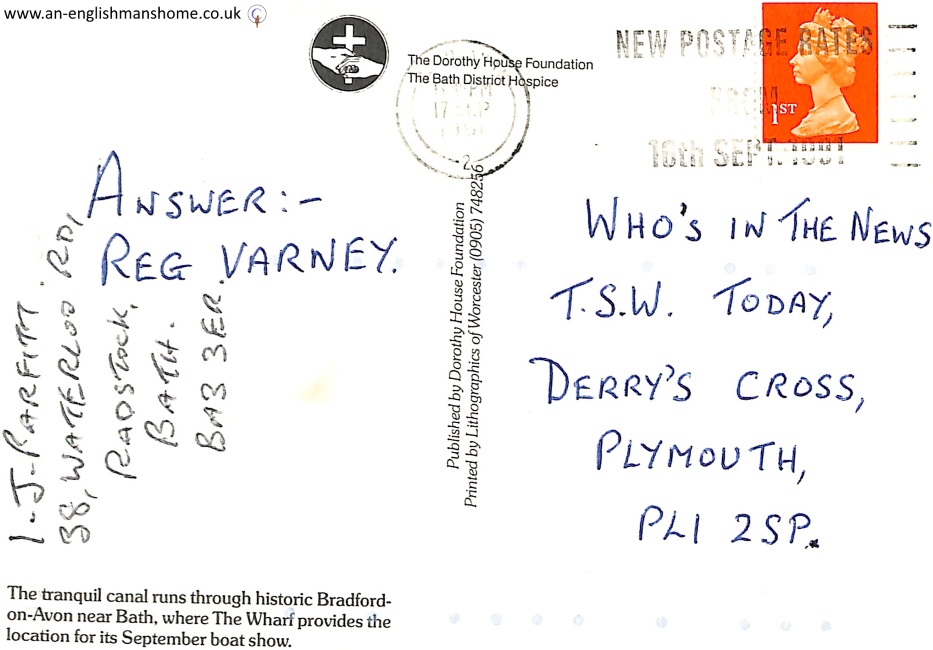 www.an-englishmanshome.co.uk ©
The Dorothy House Foundation
The Bath District Hospice
PM
17 SEP
2
NEW POSTAGE RATES
FROM
16th SEPT. 1991
1ST
ANSWER:-
REG VARNEY.
I-J-PARFITT
38, WATERLOO RD,
RADSTOCK,
BATH.
BA3 3ER.
Published by Dorothy House Foundation
Printed by Lithographics of Worcester (0905) 748256
WHO'S IN THE NEWS
T.S.W. TODAY,
DERRY'S CROSS,
PLYMOUTH,
PL1 2SP.
The tranquil canal runs through historic Bradford-
on-Avon near Bath, where The Wharf provides the
location for its September boat show.